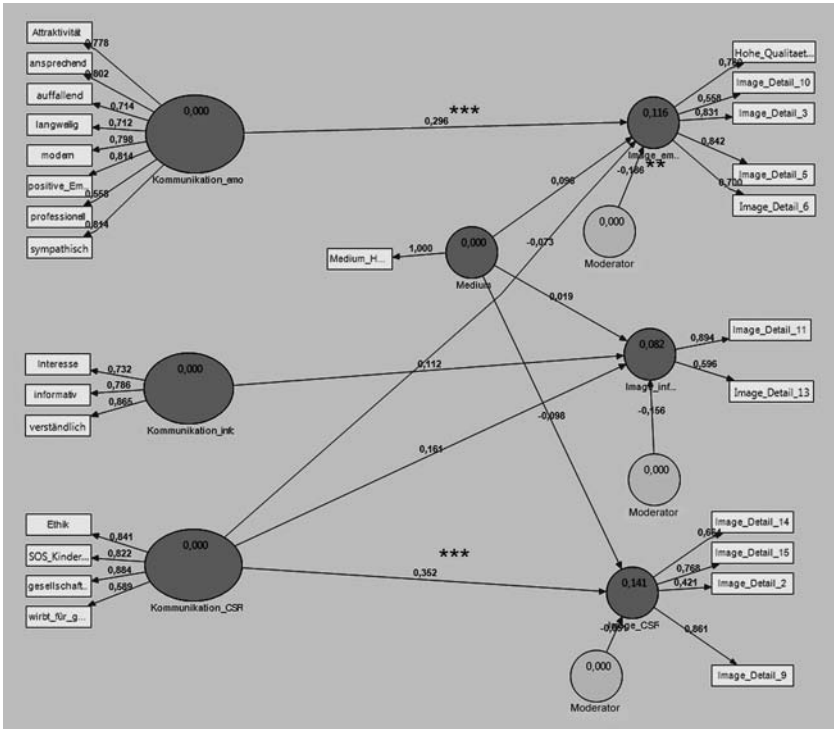 Attraktivität
0,778
ansprechend
0,802
auffallend
0,714
langweilig
0,712
modern
0,798
positive_Em...
0,814
professionell
0,558
sympathisch
0,814
0,000
Kommunikation_emo
***
0,296
0,116
Image_em...
Hohe_Qualitaet...
Image_Detail_10
0,558
Image_Detail_3
0,831
Image_Detail_5
0,842
Image_Detail_6
0,700
-0,186
**
0,000
Moderator
0,096
-0,073
Medium_H...
1,000
0,000
Medium
0,019
-0,098
Interesse
0,732
informativ
0,786
verständlich
0,865
0,000
Kommunikation_info
0,112
0,161
0,082
Image_inf...
Image_Detail_11
0,894
Image_Detail_13
0,596
-0,156
0,000
Moderator
Ethik
0,841
SOS_Kinder...
0,822
gesellschaft...
0,884
wirbt_für_g...
0,589
0,000
Kommunikation_CSR
***
0,352
0,141
Image_CSR
Image_Detail_14
0,664
Image_Detail_15
0,768
Image_Detail_2
0,421
Image_Detail_9
0,861
0,000
Moderator